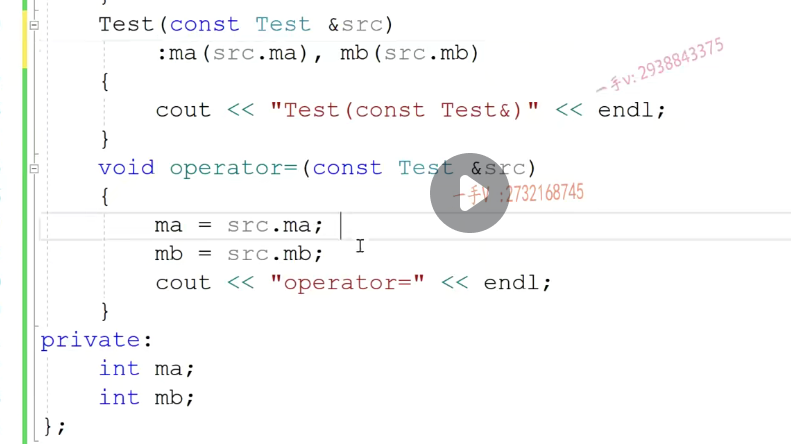 }
Test(const Test &src)
:ma(src.ma), mb(src.mb)
{
一手v: 2938843375
cout << "Test(const Test&)" << endl;
}
void operator=(const Test &src)
{
一手V :2732168745
ma = src.ma;
mb = src.mb;
cout << "operator=" << endl;
}
private:
int ma;
int mb;
};